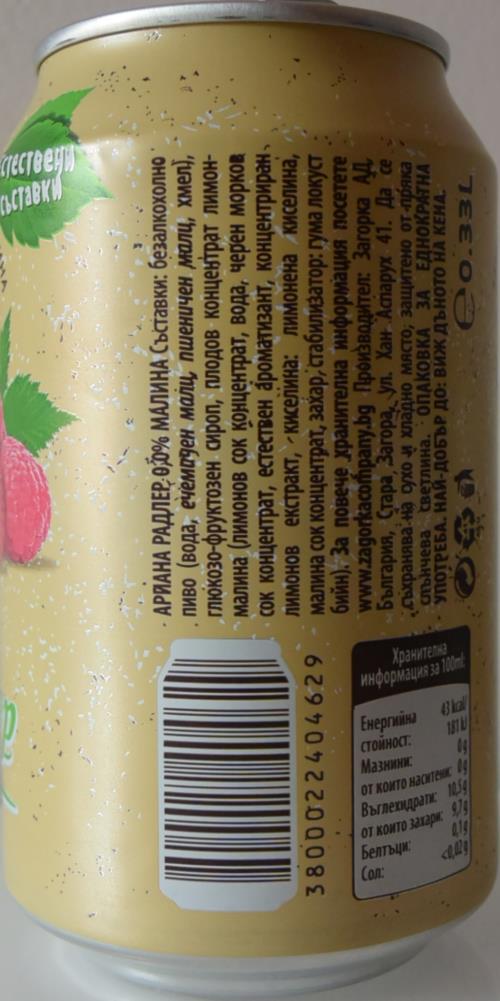 ЕСТЕСТВЕНИ
СЪСТАВКИ
АРИАНА РАДЛЕР 0,0% МАЛИНА Съставки: безалкохолно
пиво (вода, ечемичен малц, пшеничен малц, хмел),
глюкозо-фруктозен сироп, плодов концентрат лимон-
малина (лимонов сок концентрат, вода, черен морков
сок концентрат, естествен ароматизант, концентриран
лимонов екстракт, киселина: лимонена киселина,
малина сок концентрат, захар, стабилизатор: гума локуст
бийн). За повече хранителна информация посетете
www.zagorkacompany.bg Производител: Загорка АД,
България, Стара Загора, ул. Хан Аспарух 41. Да се
съхранява на сухо и хладно място, защитено от пряка
слънчева светлина. ОПАКОВКА ЗА ЕДНОКРАТНА
УПОТРЕБА. НАЙ-ДОБЪР ДО: ВИЖ ДЪНОТО НА КЕНА.
e 0.33L
3800022404629
Хранителна
информация за 100ml:
Енергийна 43 kcal/
стойност: 181 kJ
Мазнини: 0g
от които наситени: 0g
Въглехидрати: 10,5g
от които захари: 9,7g
Белтъци: 0,1g
Сол: <0,02g